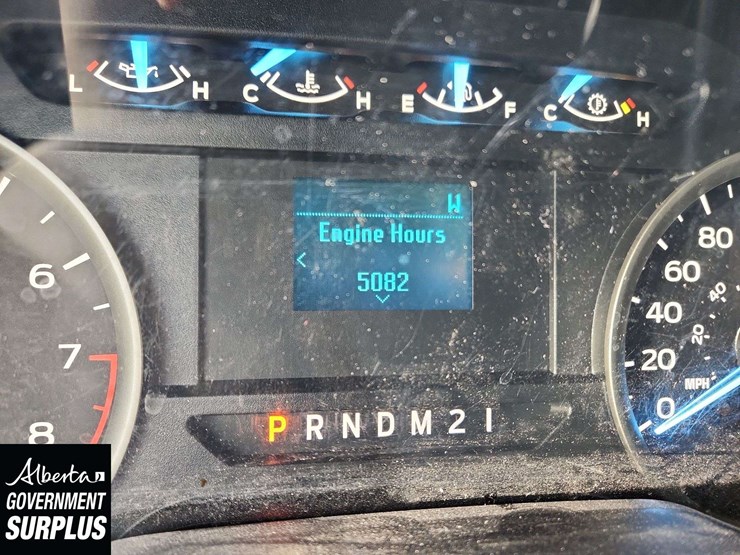 L H C H E F C H
W
Engine Hours
<
5082
6
7
8
80
60
40
20
0
40
20
MPH
P R N D M 2 1
Alberta
GOVERNMENT
SURPLUS